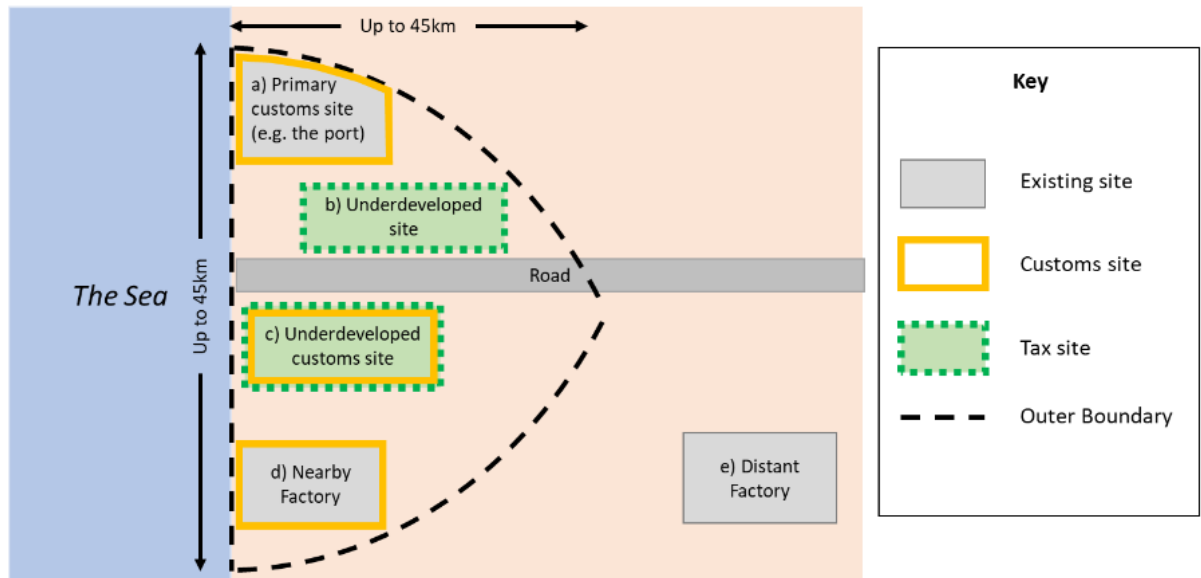 Up to 45km
a) Primary
customs site
(e.g. the port)
b) Underdeveloped
site
Road
The Sea
Up to 45km
c) Underdeveloped
customs site
d) Nearby
Factory
e) Distant
Factory
Key
Existing site
Customs site
Tax site
Outer Boundary